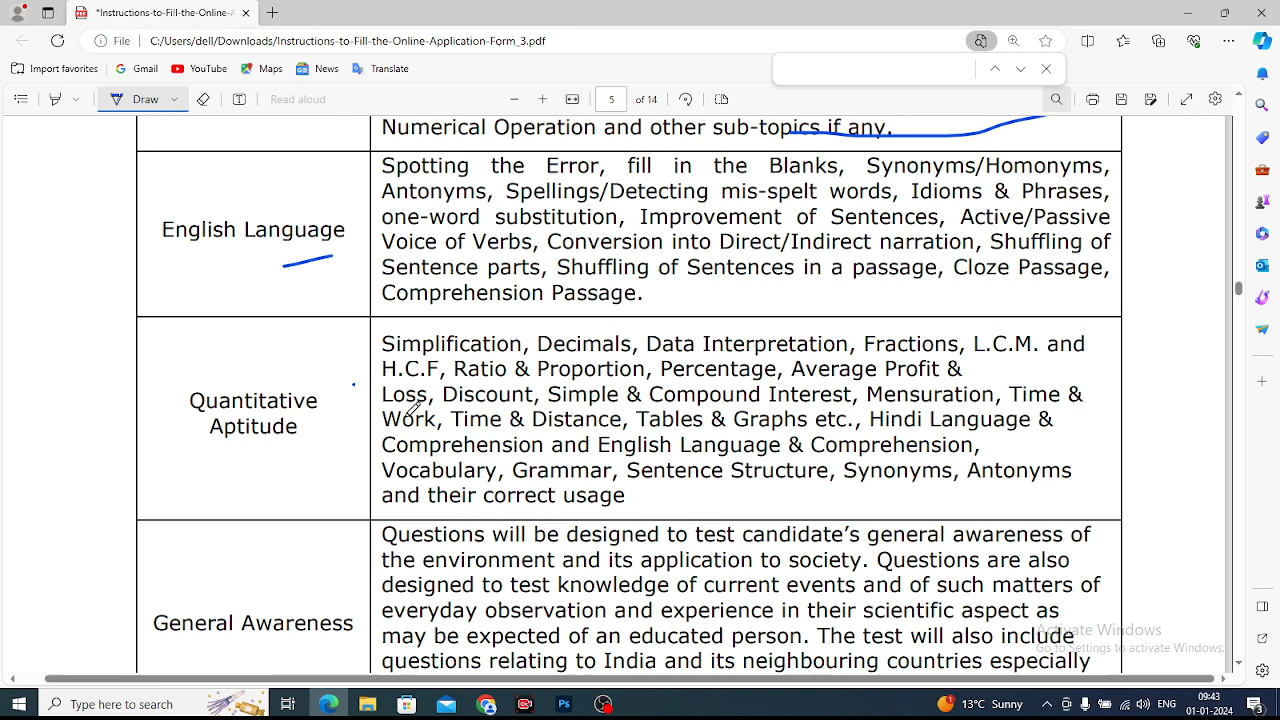 *Instructions-to-Fill-the-Online-A
File
C:/Users/dell/Downloads/Instructions-to-Fill-the-Online-Application-Form_3.pdf
Import favorites
Gmail
YouTube
Maps
News
Translate
Draw
Read aloud
5
of 14
Numerical Operation and other sub-topics if any.
English Language
Spotting the Error, fill in the Blanks, Synonyms/Homonyms,
Antonyms, Spellings/Detecting mis-spelt words, Idioms & Phrases,
one-word substitution, Improvement of Sentences, Active/Passive
Voice of Verbs, Conversion into Direct/Indirect narration, Shuffling of
Sentence parts, Shuffling of Sentences in a passage, Cloze Passage,
Comprehension Passage.
Quantitative
Aptitude
Simplification, Decimals, Data Interpretation, Fractions, L.C.M. and
H.C.F, Ratio & Proportion, Percentage, Average Profit &
Loss, Discount, Simple & Compound Interest, Mensuration, Time &
Work, Time & Distance, Tables & Graphs etc., Hindi Language &
Comprehension and English Language & Comprehension,
Vocabulary, Grammar, Sentence Structure, Synonyms, Antonyms
and their correct usage
General Awareness
Questions will be designed to test candidate’s general awareness of
the environment and its application to society. Questions are also
designed to test knowledge of current events and of such matters of
everyday observation and experience in their scientific aspect as
may be expected of an educated person. The test will also include
questions relating to India and its neighbouring countries especially
Activate Windows
Go to Settings to activate Windows.
Type here to search
13°C Sunny
ENG
09:43
01-01-2024
3